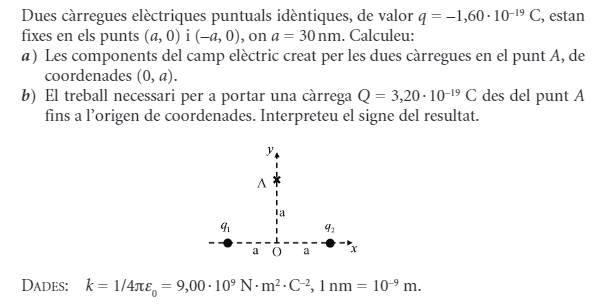 Dues càrregues elèctriques puntuals idèntiques, de valor q = –1,60·10⁻¹⁹ C, estan
fixes en els punts (a, 0) i (–a, 0), on a = 30 nm. Calculeu:
a) Les components del camp elèctric creat per les dues càrregues en el punt A, de
coordenades (0, a).
b) El treball necessari per a portar una càrrega Q = 3,20·10⁻¹⁹ C des del punt A
fins a l'origen de coordenades. Interpreteu el signe del resultat.
y
A
a
q₁ q₂
a O a x
DADES: k = 1/4πε₀ = 9,00·10⁹ N·m²·C⁻², 1 nm = 10⁻⁹ m.